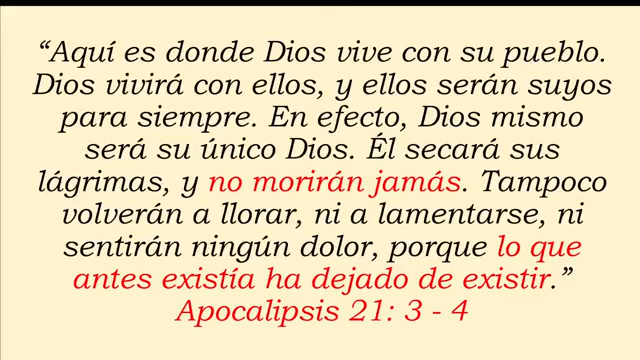 “Aquí es donde Dios vive con su pueblo.
Dios vivirá con ellos, y ellos serán suyos
para siempre. En efecto, Dios mismo
será su único Dios. Él secará sus
lágrimas, y no morirán jamás. Tampoco
volverán a llorar, ni a lamentarse, ni
sentirán ningún dolor, porque lo que
antes existía ha dejado de existir.”
Apocalipsis 21: 3 - 4